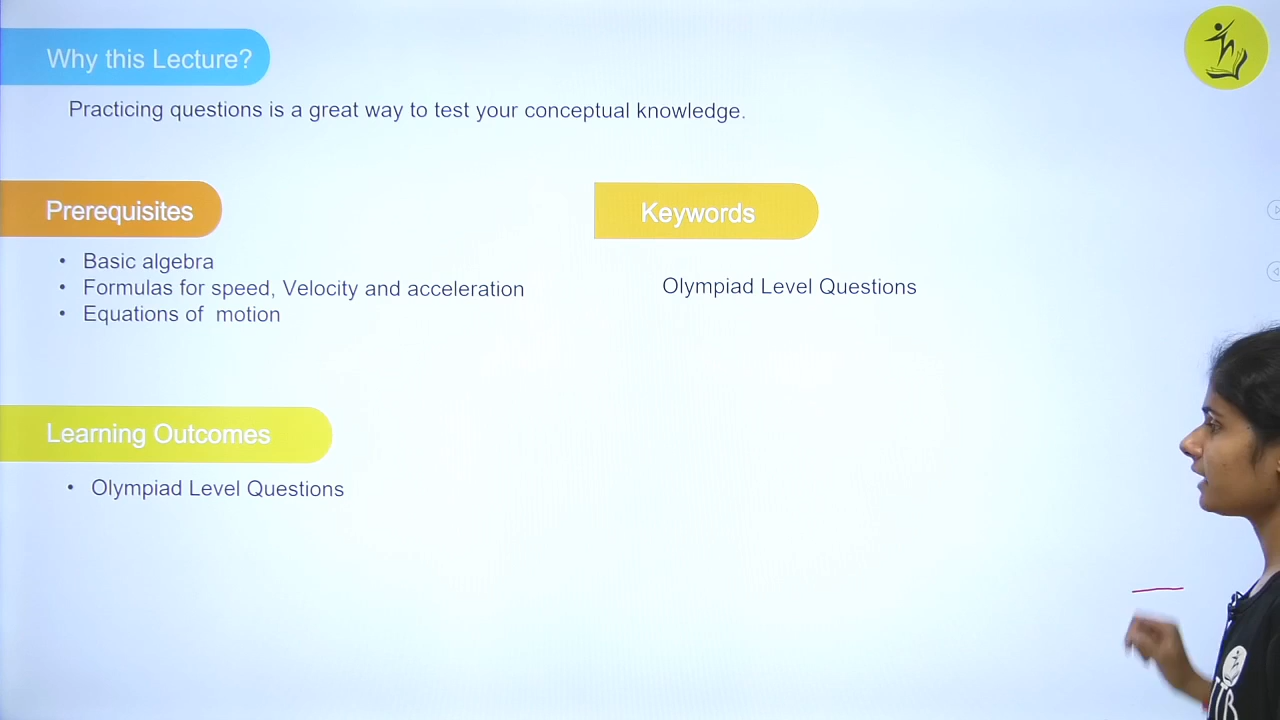 Why this Lecture?
Practicing questions is a great way to test your conceptual knowledge.
Prerequisites
• Basic algebra
• Formulas for speed, Velocity and acceleration
• Equations of motion
Keywords
Olympiad Level Questions
Learning Outcomes
• Olympiad Level Questions